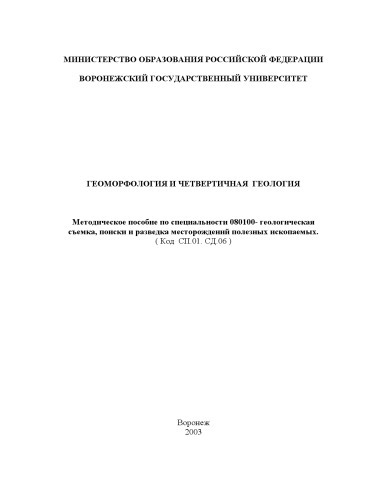 МИНИСТЕРСТВО ОБРАЗОВАНИЯ РОССИЙСКОЙ ФЕДЕРАЦИИ
ВОРОНЕЖСКИЙ ГОСУДАРСТВЕННЫЙ УНИВЕРСИТЕТ
ГЕОМОРФОЛОГИЯ И ЧЕТВЕРТИЧНАЯ ГЕОЛОГИЯ
Методическое пособие по специальности 080100- геологическая
съемка, поиски и разведка месторождений полезных ископаемых.
( Код СП.01. СД.06 )
Воронеж
2003